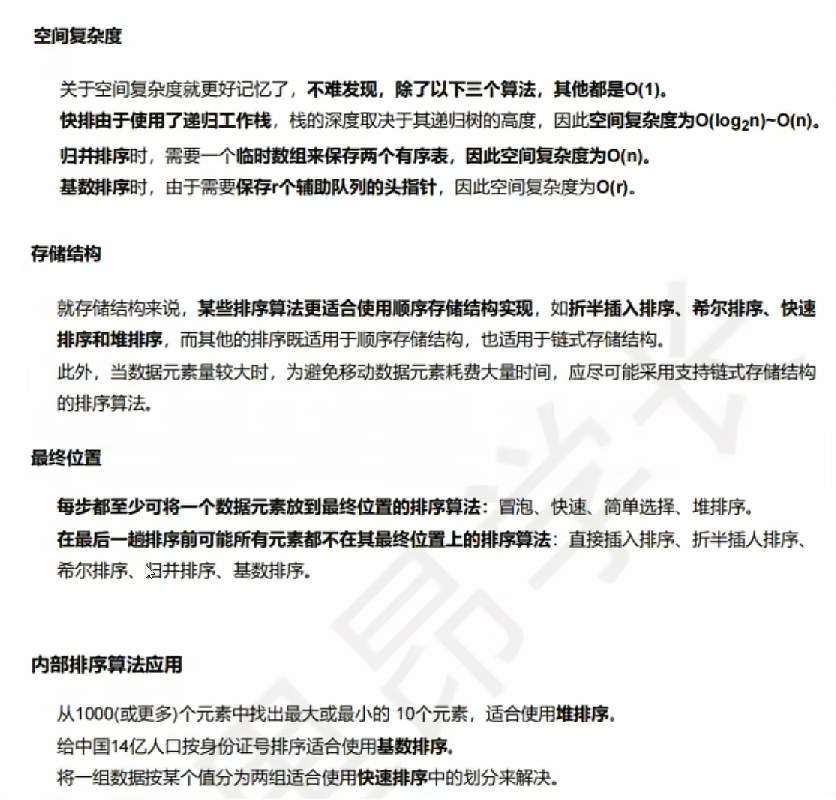 空间复杂度
关于空间复杂度就更好记忆了，不难发现，除了以下三个算法，其他都是O(1)。
快排由于使用了递归工作栈，栈的深度取决于其递归树的高度，因此空间复杂度为O(log₂n)~O(n)。
归并排序时，需要一个临时数组来保存两个有序表，因此空间复杂度为O(n)。
基数排序时，由于需要保存r个辅助队列的头指针，因此空间复杂度为O(r)。
存储结构
就存储结构来说，某些排序算法更适合使用顺序存储结构实现，如折半插入排序、希尔排序、快速
排序和堆排序，而其他的排序既适用于顺序存储结构，也适用于链式存储结构。
此外，当数据元素量较大时，为避免移动数据元素耗费大量时间，应尽可能采用支持链式存储结构
的排序算法。
最终位置
每步都至少可将一个数据元素放到最终位置的排序算法：冒泡、快速、简单选择、堆排序。
在最后一趟排序前可能所有元素都不在其最终位置上的排序算法：直接插入排序、折半插人排序、
希尔排序、归并排序、基数排序。
内部排序算法应用
从1000(或更多)个元素中找出最大或最小的 10个元素，适合使用堆排序。
给中国14亿人口按身份证号排序适合使用基数排序。
将一组数据按某个值分为两组适合使用快速排序中的划分来解决。
昂学长